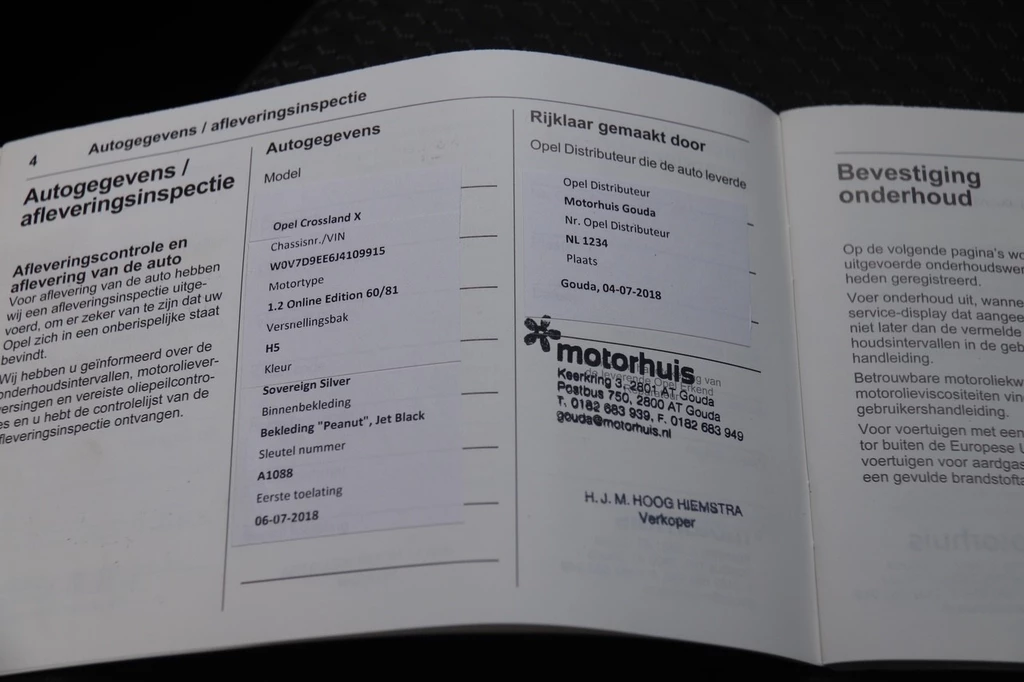 4 Autogegevens / afleveringsinspectie
Autogegevens /
afleveringsinspectie
Afleveringscontrole en
aflevering van de auto
Voor aflevering van de auto hebben
wij een afleveringsinspectie uitge-
voerd, om er zeker van te zijn dat uw
Opel zich in een onberispelijke staat
bevindt.
Wij hebben u geïnformeerd over de
onderhoudsintervallen, motoroliever-
versingen en vereiste oliepeilcontro-
es en u hebt de controlelijst van de
fleveringsinspectie ontvangen.
Autogegevens
Model
Opel Crossland X
Chassisnr./VIN
W0V7D9EE6J4109915
Motortype
1.2 Online Edition 60/81
Versnellingsbak
H5
Kleur
Sovereign Silver
Binnenbekleding
Bekleding "Peanut", Jet Black
Sleutel nummer
A1088
Eerste toelating
06-07-2018
Rijklaar gemaakt door
Opel Distributeur die de auto leverde
Opel Distributeur
Motorhuis Gouda
Nr. Opel Distributeur
NL 1234
Plaats
Gouda, 04-07-2018
motorhuis
g van
de leverende Opel Erkend
Keerkring 3, 2801 AT Gouda
Postbus 750, 2800 AT Gouda
T. 0182 683 939, F. 0182 683 949
gouda@motorhuis.nl
H. J. M. HOOG HIEMSTRA
Verkoper
Bevestiging
onderhoud
Op de volgende pagina's wo
uitgevoerde onderhoudswer
heden geregistreerd.
Voer onderhoud uit, wanne
service-display dat aangee
niet later dan de vermelde
houdsintervallen in de geb
handleiding.
Betrouwbare motoroliekw
motorolieviscositeiten vin
gebruikershandleiding.
Voor voertuigen met een
tor buiten de Europese U
voertuigen voor aardgas
een gevulde brandstofta